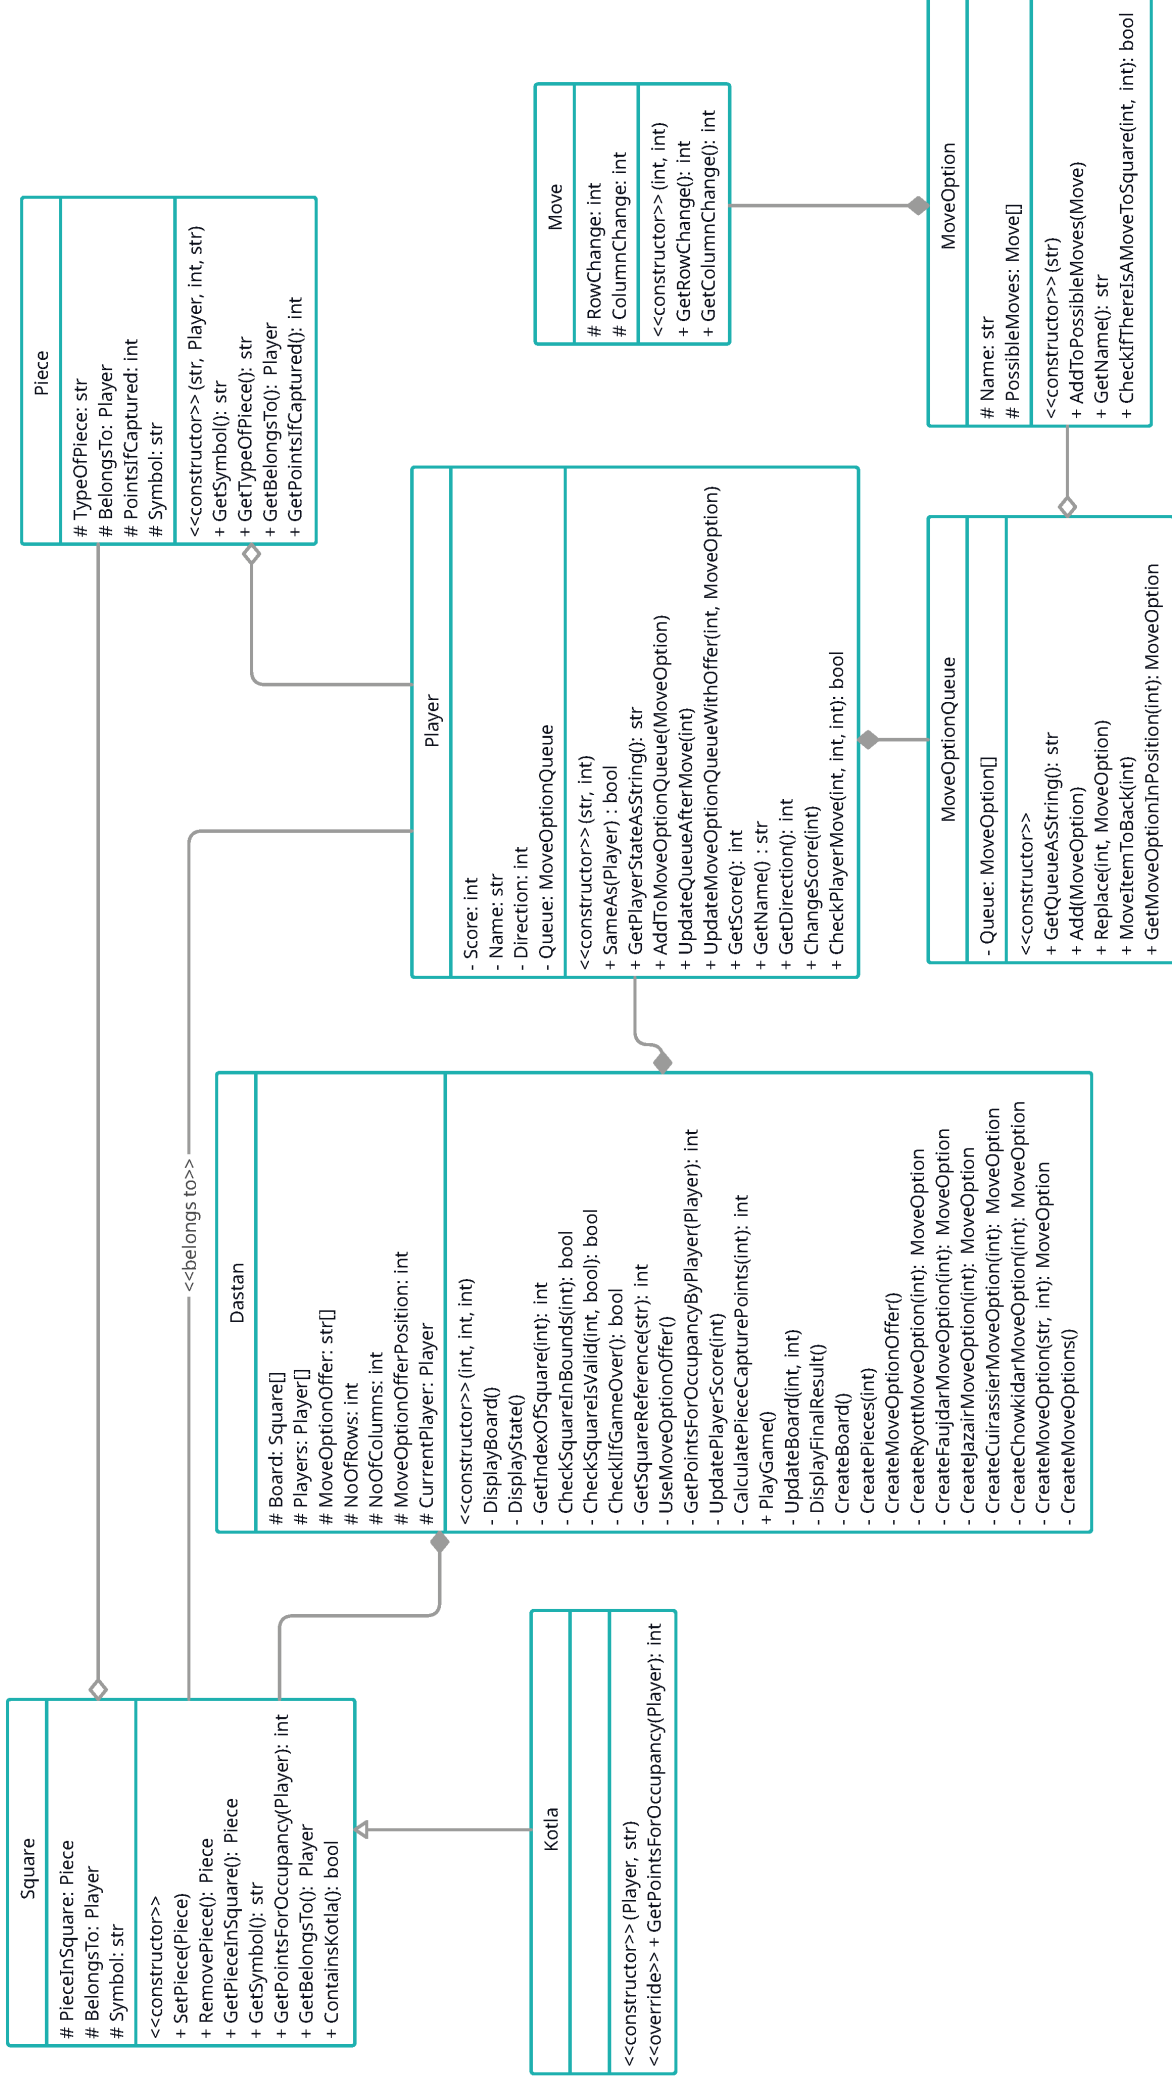 Square
# PieceInSquare: Piece
# BelongsTo: Player
# Symbol: str
<<constructor>>
+ SetPiece(Piece)
+ RemovePiece(): Piece
+ GetPieceInSquare(): Piece
+ GetSymbol(): str
+ GetPointsForOccupancy(Player): int
+ GetBelongsTo(): Player
+ ContainsKotla(): bool
<<belongs to>>
Piece
# TypeOfPiece: str
# BelongsTo: Player
# PointsIfCaptured: int
# Symbol: str
<<constructor>> (str, Player, int, str)
+ GetSymbol(): str
+ GetTypeOfPiece(): str
+ GetBelongsTo(): Player
+ GetPointsIfCaptured(): int
Dastan
# Board: Square[]
# Players: Player[]
# MoveOptionOffer: str[]
# NoOfRows: int
# NoOfColumns: int
# MoveOptionOfferPosition: int
# CurrentPlayer: Player
<<constructor>> (int, int, int)
- DisplayBoard()
- DisplayState()
- GetIndexOfSquare(int): int
- CheckSquareInBounds(int): bool
- CheckSquareIsValid(int, bool): bool
- CheckIfGameOver(): bool
- GetSquareReference(str): int
- UseMoveOptionOffer()
- GetPointsForOccupancyByPlayer(Player): int
- UpdatePlayerScore(int)
- CalculatePieceCapturePoints(int): int
+ PlayGame()
- UpdateBoard(int, int)
- DisplayFinalResult()
- CreateBoard()
- CreatePieces(int)
- CreateMoveOptionOffer()
- CreateRyottMoveOption(int): MoveOption
- CreateFaujdarMoveOption(int): MoveOption
- CreateJazairMoveOption(int): MoveOption
- CreateCuirassierMoveOption(int): MoveOption
- CreateChowkidarMoveOption(int): MoveOption
- CreateMoveOption(str, int): MoveOption
- CreateMoveOptions()
Player
- Score: int
- Name: str
- Direction: int
- Queue: MoveOptionQueue
<<constructor>> (str, int)
+ SameAs(Player) : bool
+ GetPlayerStateAsString(): str
+ AddToMoveOptionQueue(MoveOption)
+ UpdateQueueAfterMove(int)
+ UpdateMoveOptionQueueWithOffer(int, MoveOption)
+ GetScore(): int
+ GetName() : str
+ GetDirection(): int
+ ChangeScore(int)
+ CheckPlayerMove(int, int, int): bool
Kotla
<<constructor>> (Player, str)
<<override>> + GetPointsForOccupancy(Player): int
Move
# RowChange: int
# ColumnChange: int
<<constructor>> (int, int)
+ GetRowChange(): int
+ GetColumnChange(): int
MoveOptionQueue
- Queue: MoveOption[]
<<constructor>>
+ GetQueueAsString(): str
+ Add(MoveOption)
+ Replace(int, MoveOption)
+ MoveItemToBack(int)
+ GetMoveOptionInPosition(int): MoveOption
MoveOption
# Name: str
# PossibleMoves: Move[]
<<constructor>> (str)
+ AddToPossibleMoves(Move)
+ GetName(): str
+ CheckIfThereIsAMoveToSquare(int, int): bool